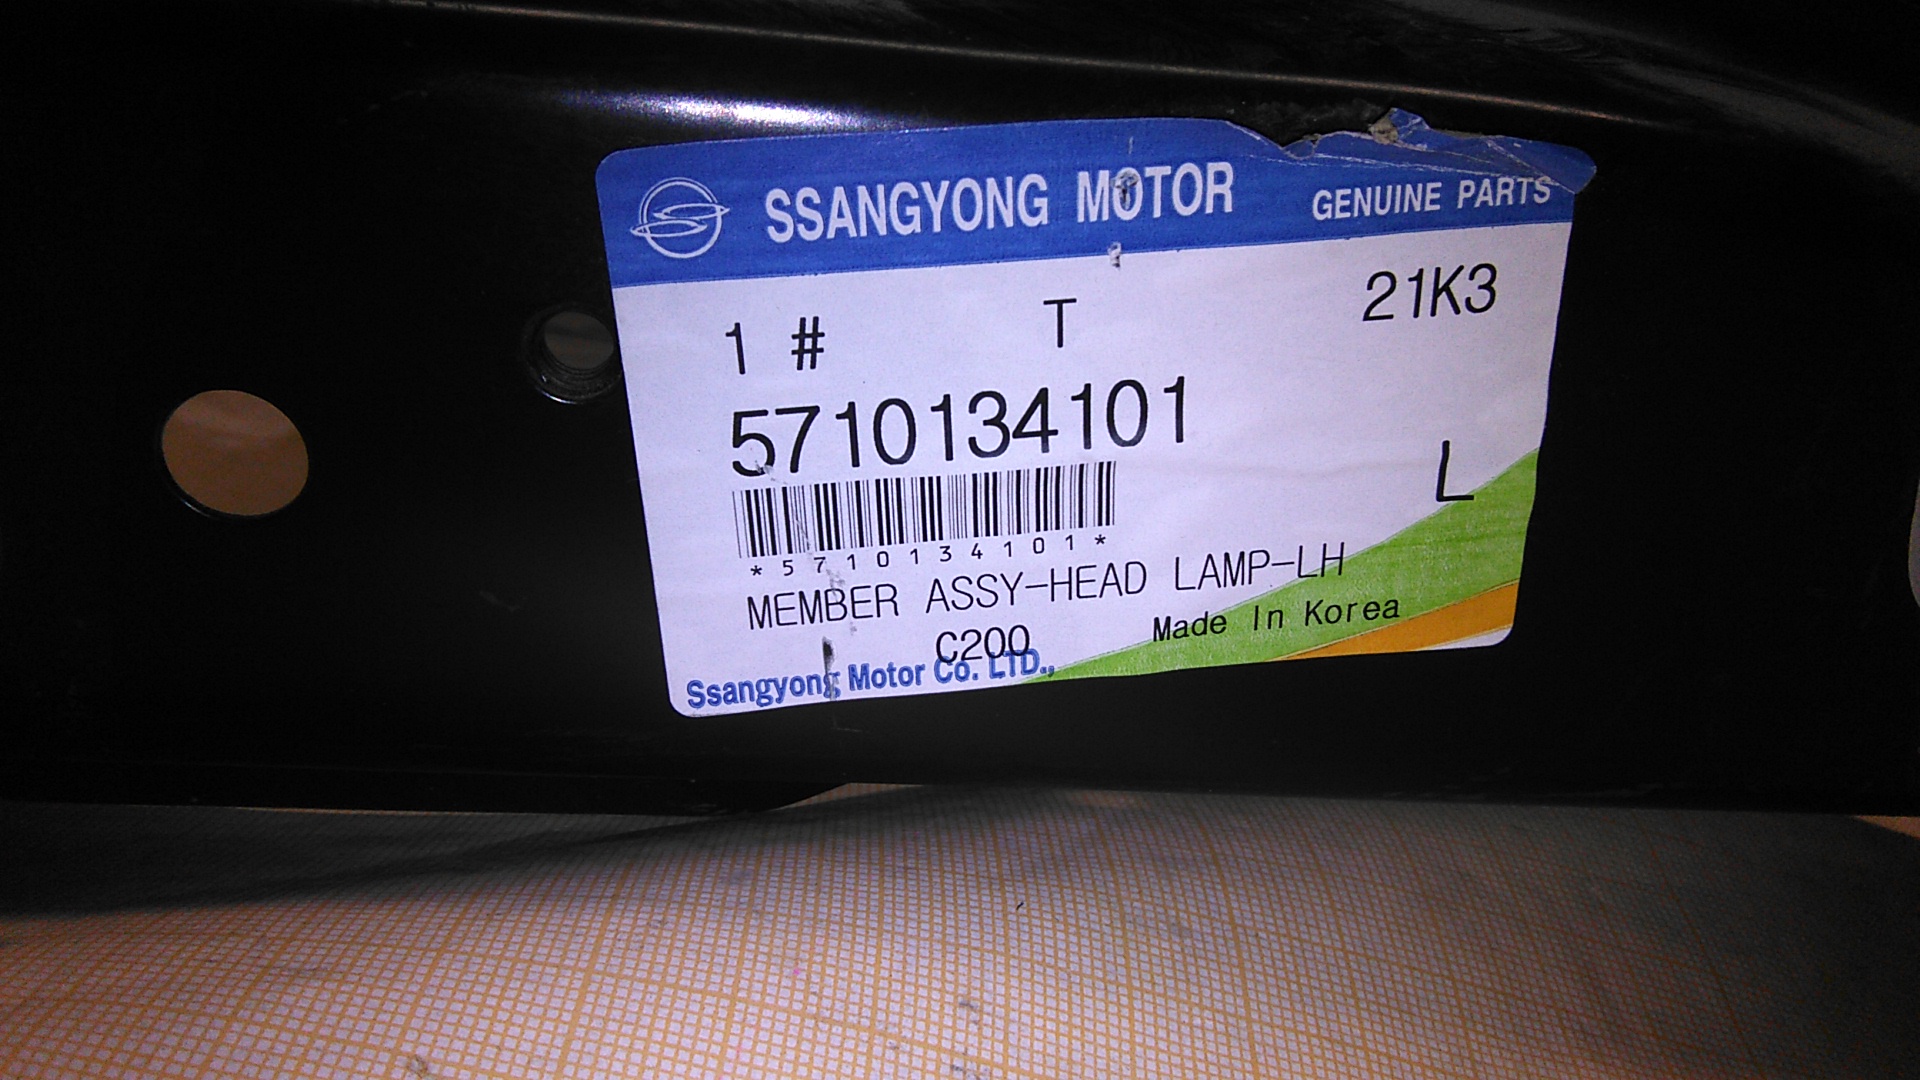 SSANGYONG MOTOR GENUINE PARTS
1 # T 21K3
5710134101
L
*5710134101*
MEMBER ASSY-HEAD LAMP-LH
C200 Made In Korea
Ssangyong Motor Co. LTD.,